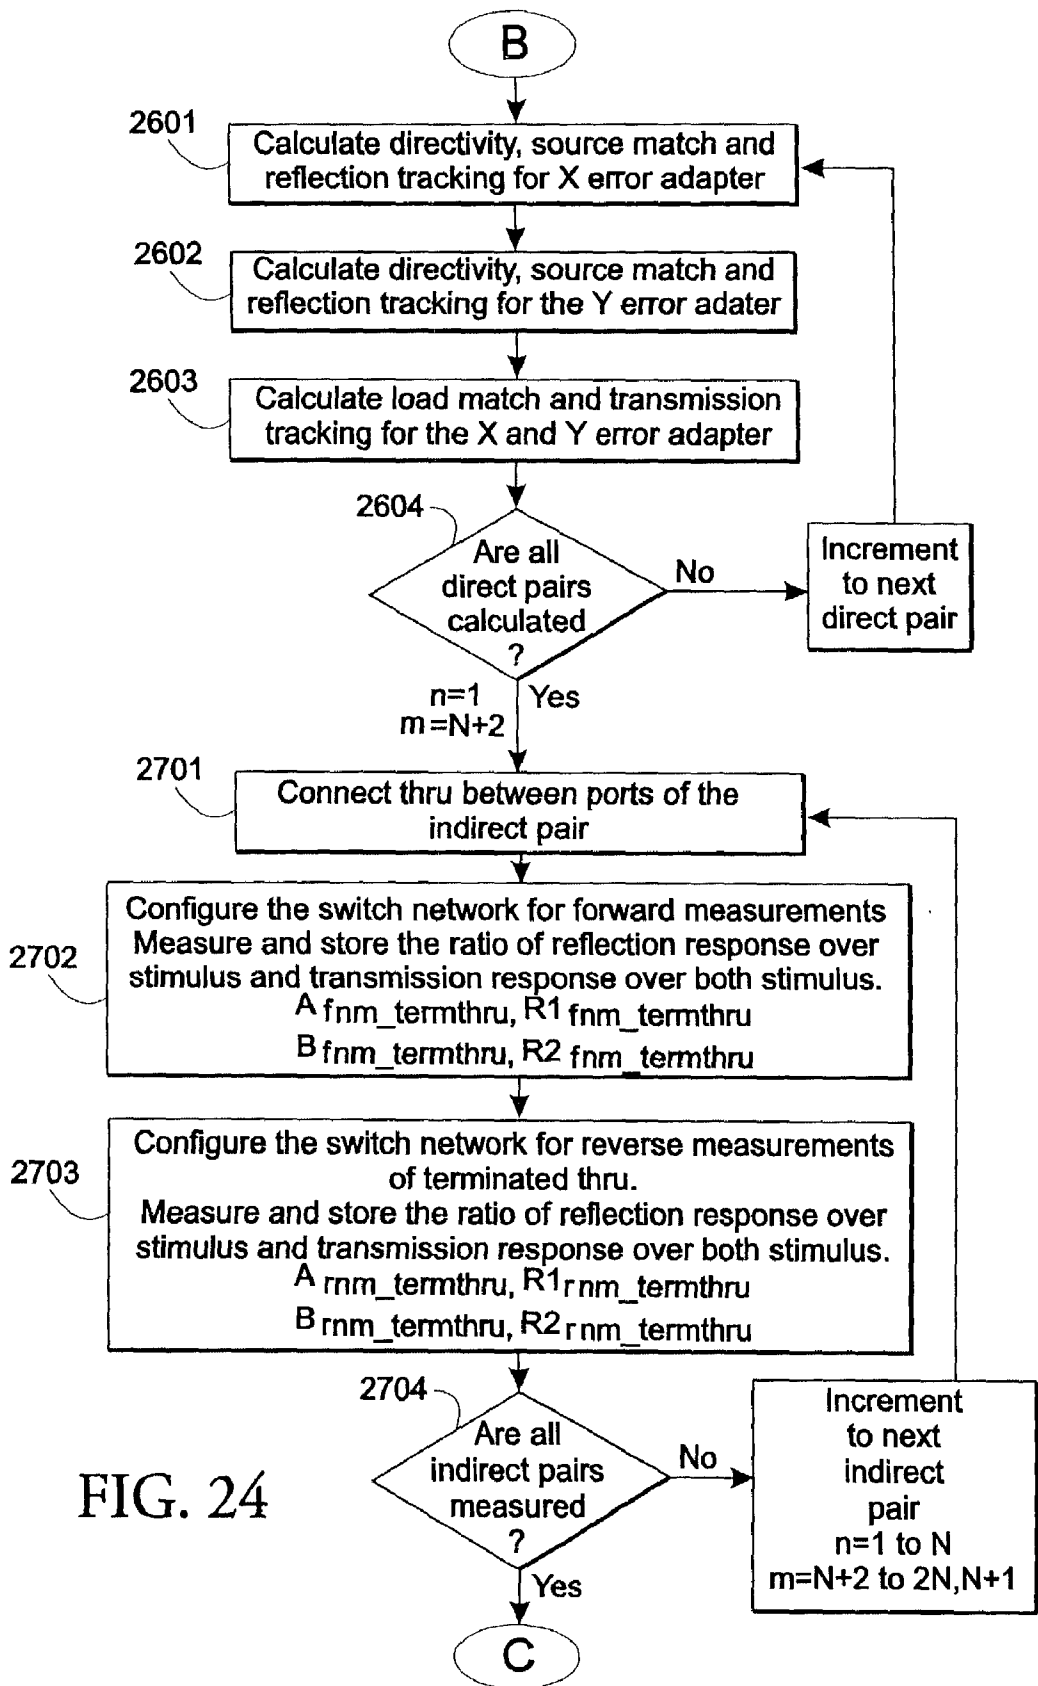 B
2601
Calculate directivity, source match and
reflection tracking for X error adapter
2602
Calculate directivity, source match and
reflection tracking for the Y error adater
2603
Calculate load match and transmission
tracking for the X and Y error adapter
2604
Are all
direct pairs
calculated
?
No
Increment
to next
direct pair
n=1
m=N+2
Yes
2701
Connect thru between ports of the
indirect pair
2702
Configure the switch network for forward measurements
Measure and store the ratio of reflection response over
stimulus and transmission response over both stimulus.
A fnm_termthru, R1 fnm_termthru
B fnm_termthru, R2 fnm_termthru
2703
Configure the switch network for reverse measurements
of terminated thru.
Measure and store the ratio of reflection response over
stimulus and transmission response over both stimulus.
A rnm_termthru, R1 rnm_termthru
B rnm_termthru, R2 rnm_termthru
2704
Are all
indirect pairs
measured
?
No
Increment
to next
indirect
pair
n=1 to N
m=N+2 to 2N,N+1
Yes
C
FIG. 24